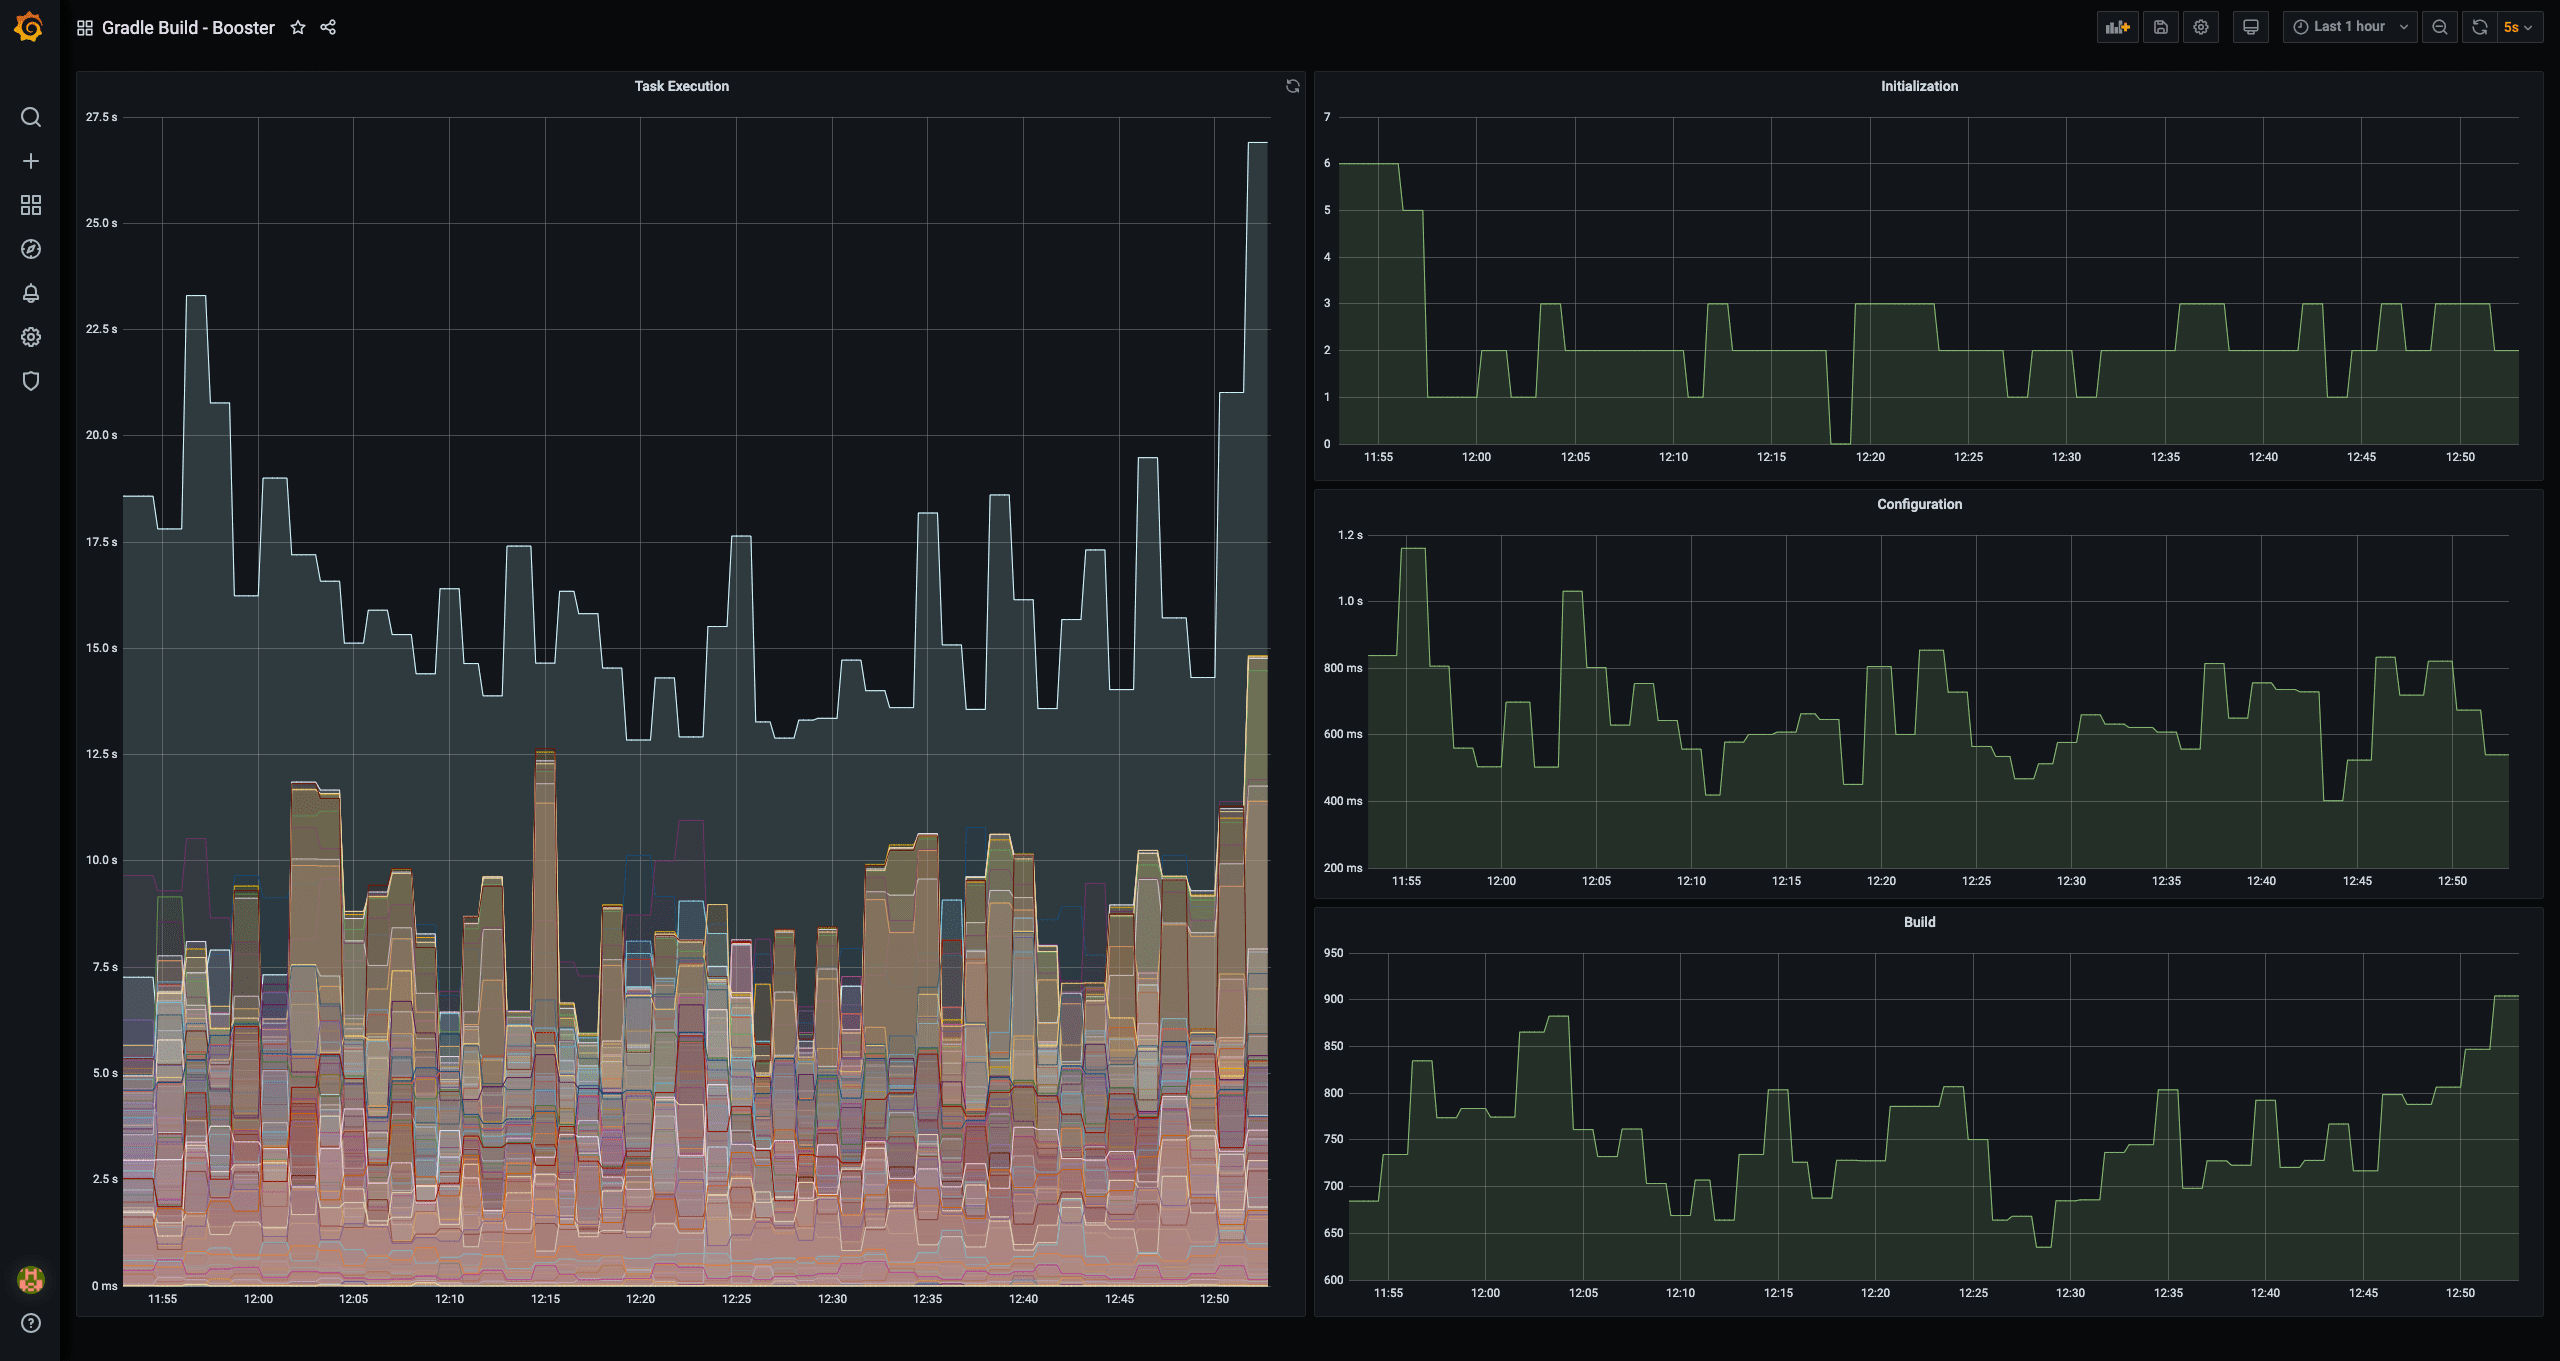 Gradle Build - Booster
Last 1 hour
5s
Task Execution
27.5 s
25.0 s
22.5 s
20.0 s
17.5 s
15.0 s
12.5 s
10.0 s
7.5 s
5.0 s
2.5 s
0 ms
11:55 12:00 12:05 12:10 12:15 12:20 12:25 12:30 12:35 12:40 12:45 12:50
Initialization
7
6
5
4
3
2
1
0
11:55 12:00 12:05 12:10 12:15 12:20 12:25 12:30 12:35 12:40 12:45 12:50
Configuration
1.2 s
1.0 s
800 ms
600 ms
400 ms
200 ms
11:55 12:00 12:05 12:10 12:15 12:20 12:25 12:30 12:35 12:40 12:45 12:50
Build
950
900
850
800
750
700
650
600
11:55 12:00 12:05 12:10 12:15 12:20 12:25 12:30 12:35 12:40 12:45 12:50